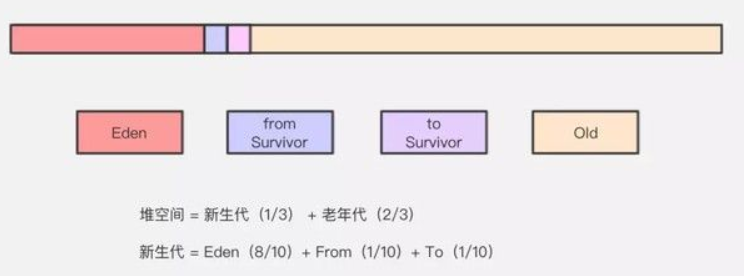 Eden
from
Survivor
to
Survivor
Old
堆空间 = 新生代（1/3） + 老年代（2/3）
新生代 = Eden（8/10）+ From（1/10）+ To（1/10）